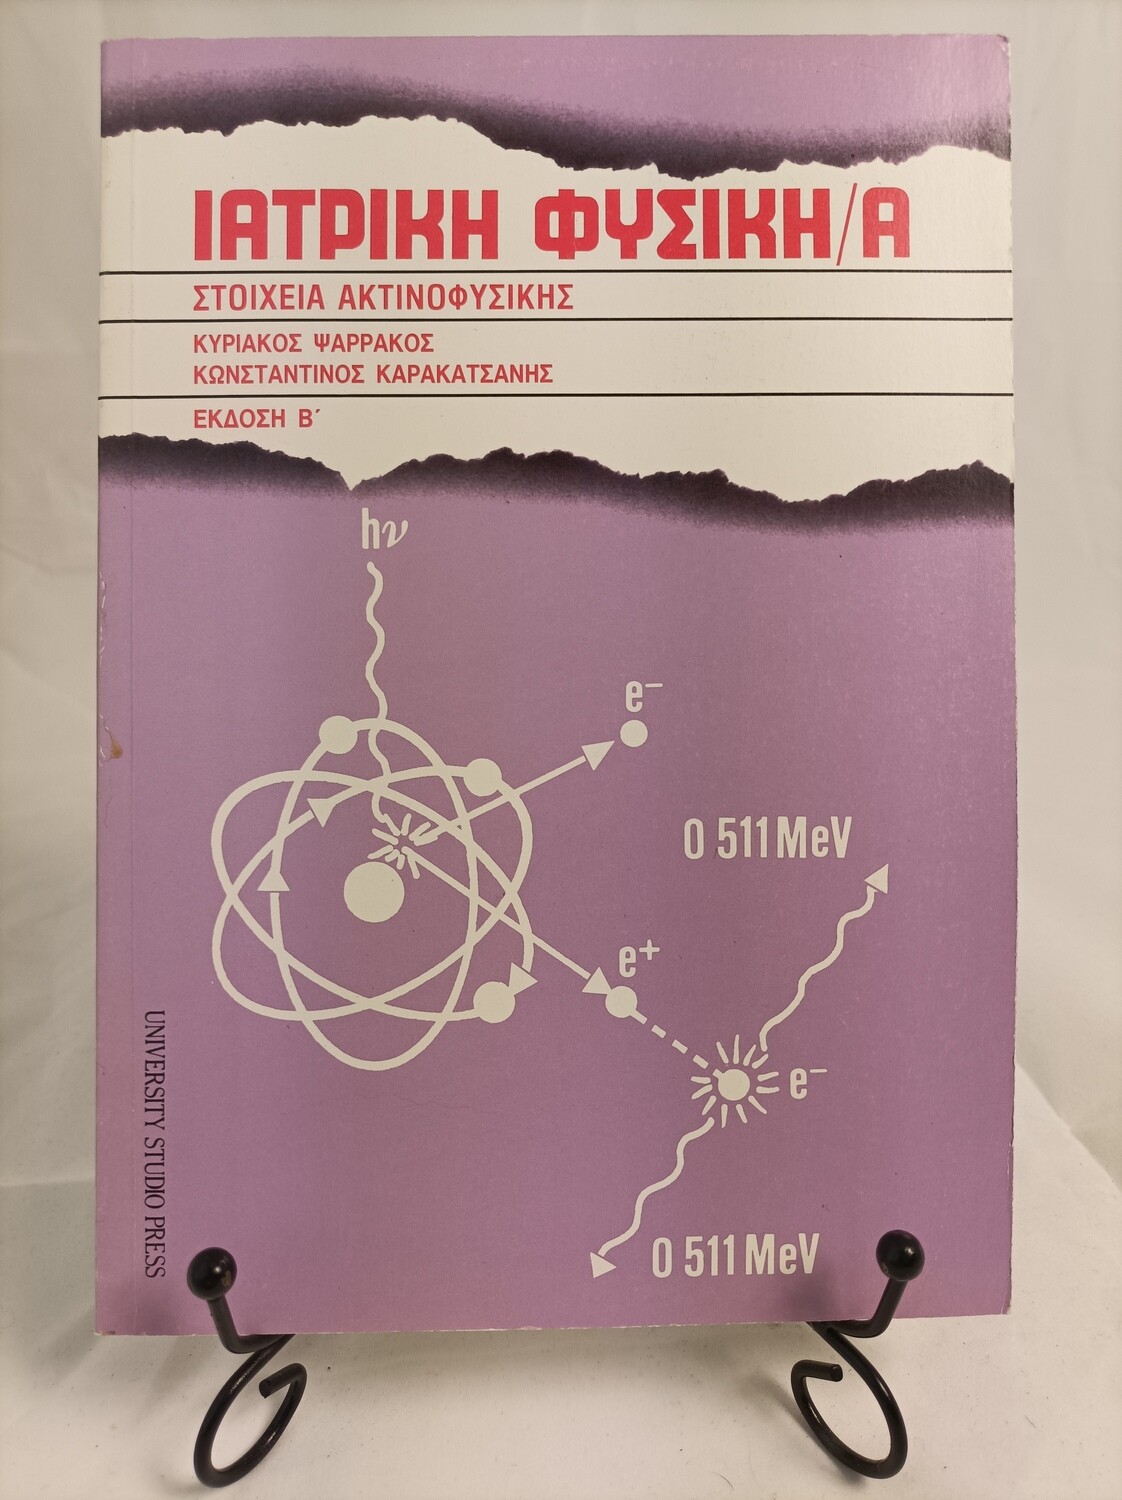 ΙΑΤΡΙΚΗ ΦΥΣΙΚΗ/Α
ΣΤΟΙΧΕΙΑ ΑΚΤΙΝΟΦΥΣΙΚΗΣ
ΚΥΡΙΑΚΟΣ ΨΑΡΡΑΚΟΣ
ΚΩΝΣΤΑΝΤΙΝΟΣ ΚΑΡΑΚΑΤΣΑΝΗΣ
ΕΚΔΟΣΗ Β΄
hν
e−
0 511 MeV
e+
e−
0 511 MeV
UNIVERSITY STUDIO PRESS